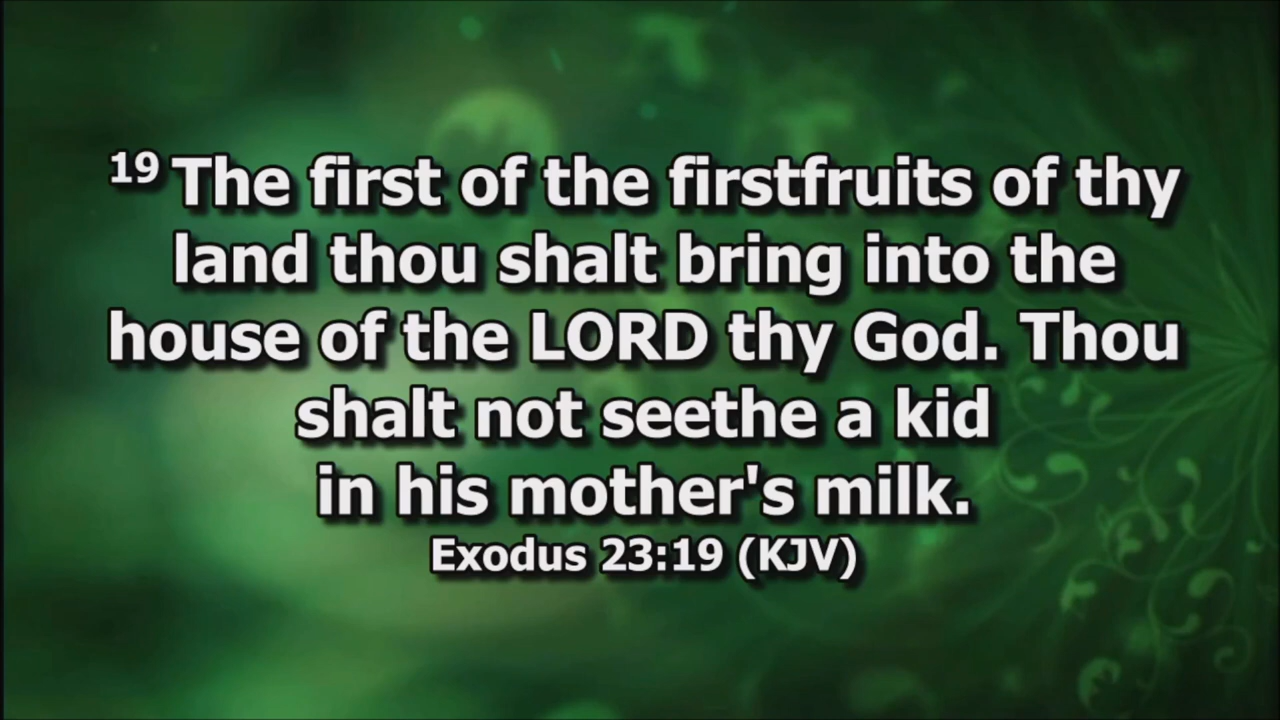 19 The first of the firstfruits of thy
land thou shalt bring into the
house of the LORD thy God. Thou
shalt not seethe a kid
in his mother's milk.
Exodus 23:19 (KJV)